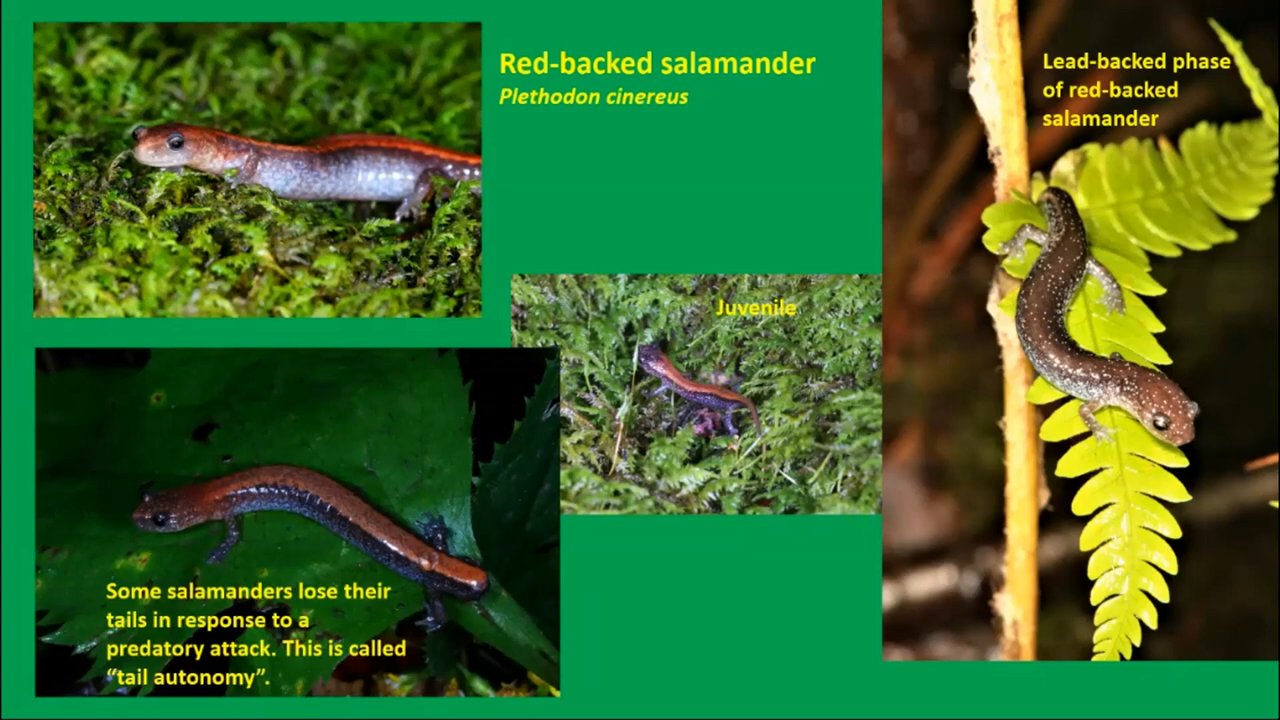 Red-backed salamander
Plethodon cinereus
Lead-backed phase
of red-backed
salamander
Juvenile
Some salamanders lose their
tails in response to a
predatory attack. This is called
“tail autonomy”.